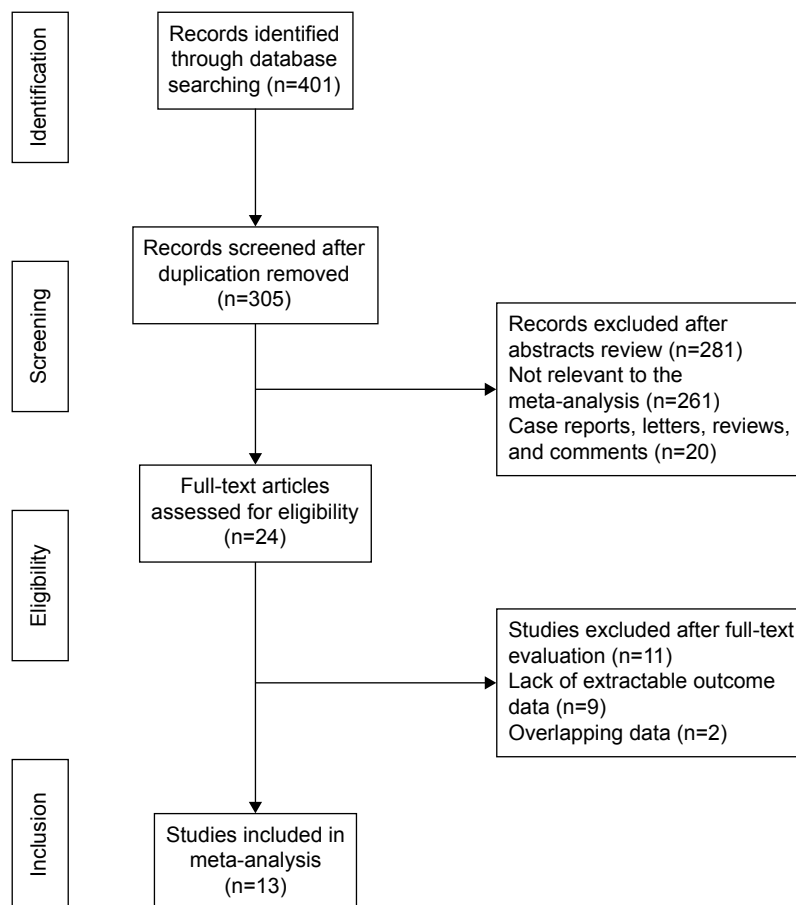 Identification
Records identified
through database
searching (n=401)
Screening
Records screened after
duplication removed
(n=305)
Records excluded after
abstracts review (n=281)
Not relevant to the
meta-analysis (n=261)
Case reports, letters, reviews,
and comments (n=20)
Eligibility
Full-text articles
assessed for eligibility
(n=24)
Studies excluded after full-text
evaluation (n=11)
Lack of extractable outcome
data (n=9)
Overlapping data (n=2)
Inclusion
Studies included in
meta-analysis
(n=13)